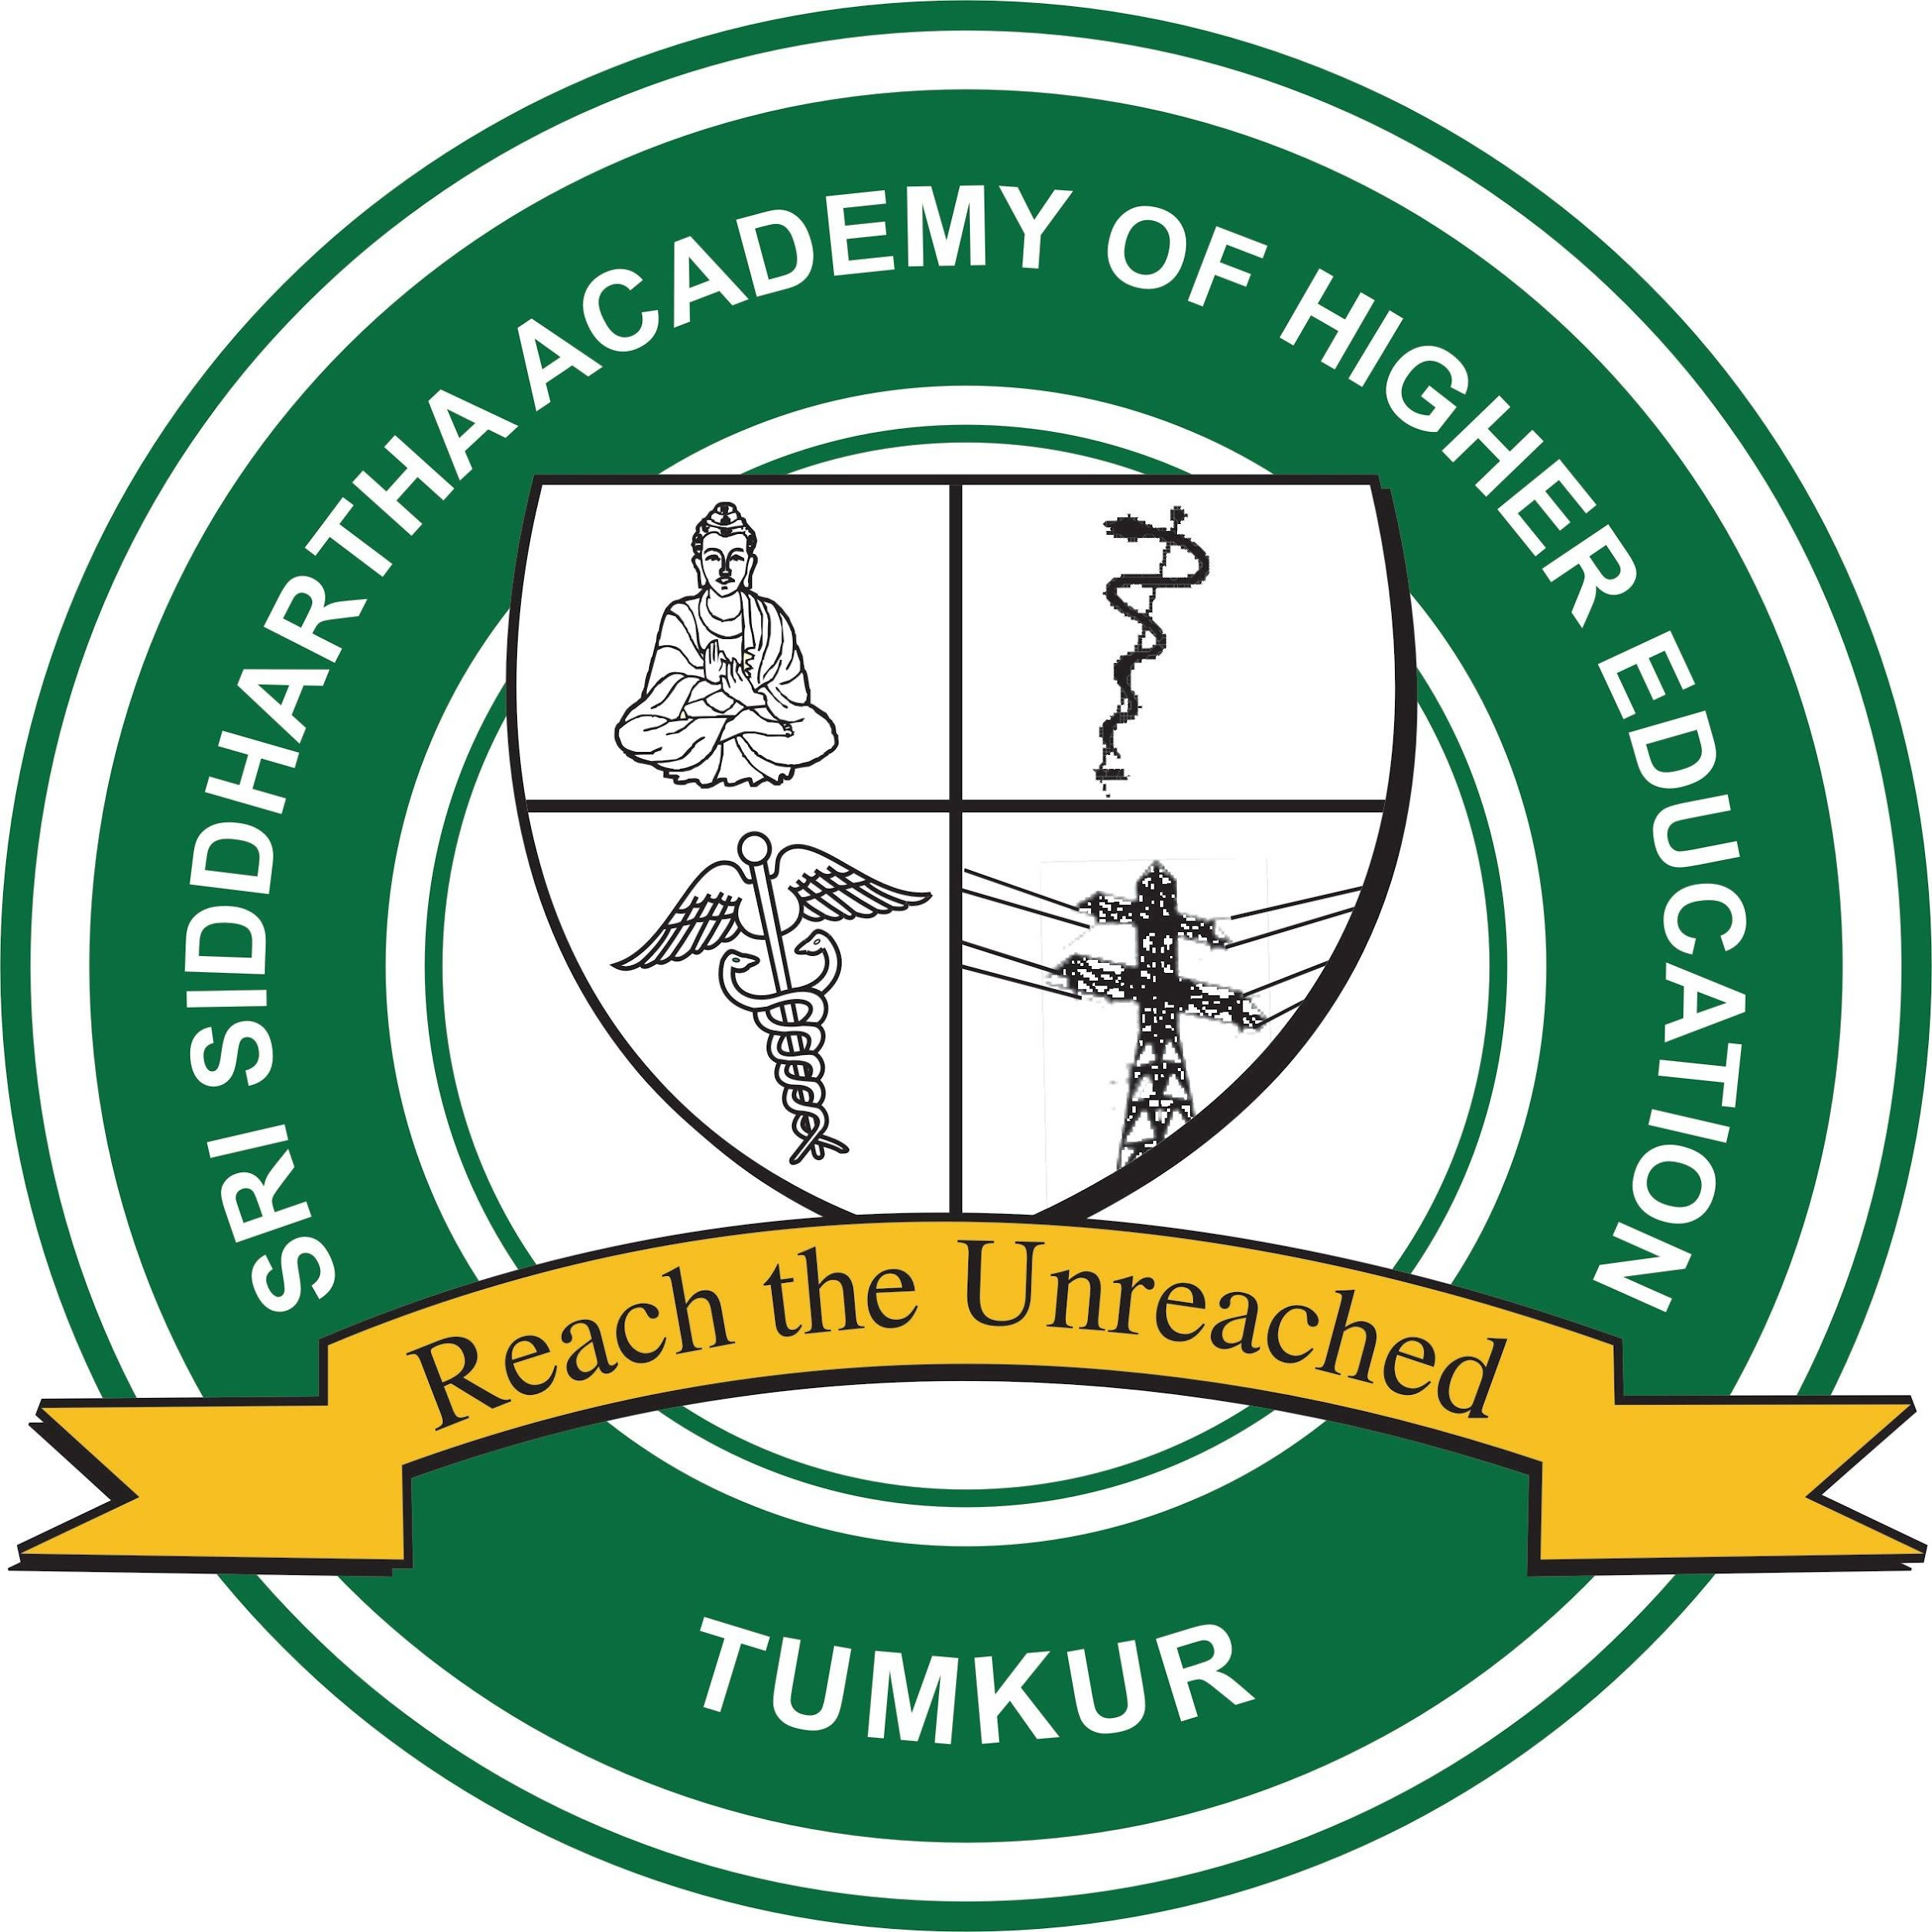 SRI SIDDHARTHA ACADEMY OF HIGHER EDUCATION
Reach the Unreached
TUMKUR